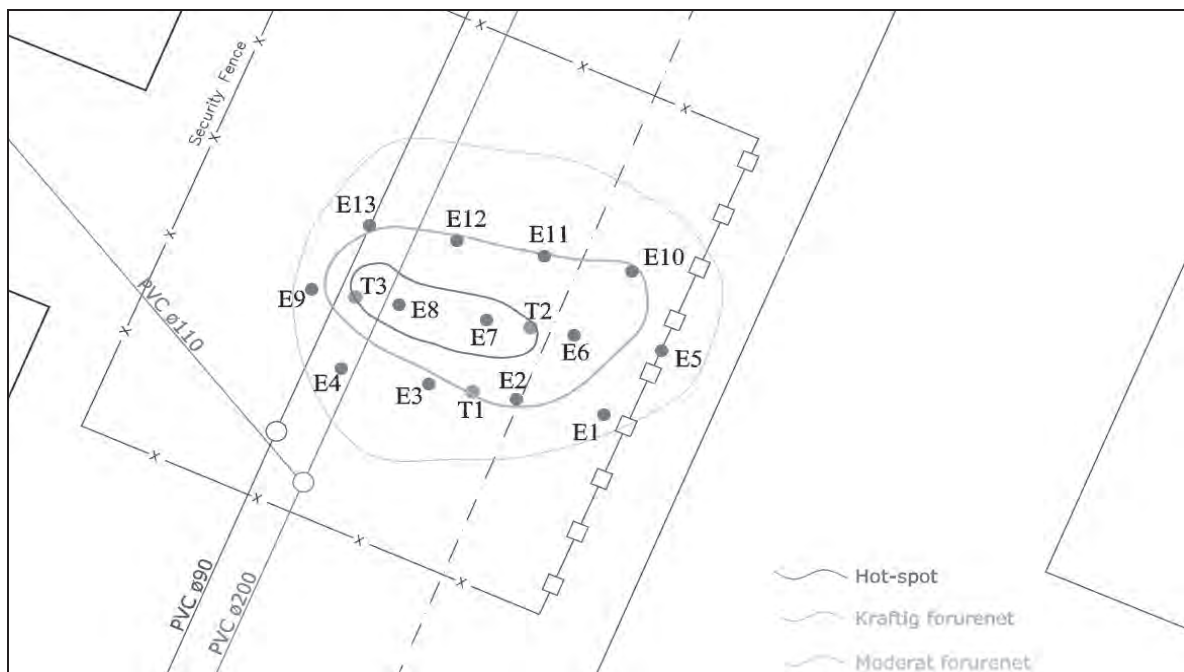 Security Fence
E13
E12
E11
E10
PVC ø110
E9
T3
E8
E7
T2
E6
E5
E4
E3
T1
E2
E1
PVC ø90
PVC ø200
Hot-spot
Kraftig forurenet
Moderat forurenet